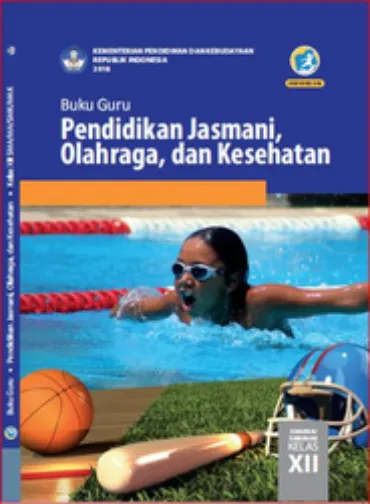 KEMENTERIAN PENDIDIKAN DAN KEBUDAYAAN
REPUBLIK INDONESIA
2018
Buku Guru
Pendidikan Jasmani,
Olahraga, dan Kesehatan
KELAS
XII
Buku Guru • Pendidikan Jasmani, Olahraga, dan Kesehatan • Kelas XII SMA/MA/SMK/MAK